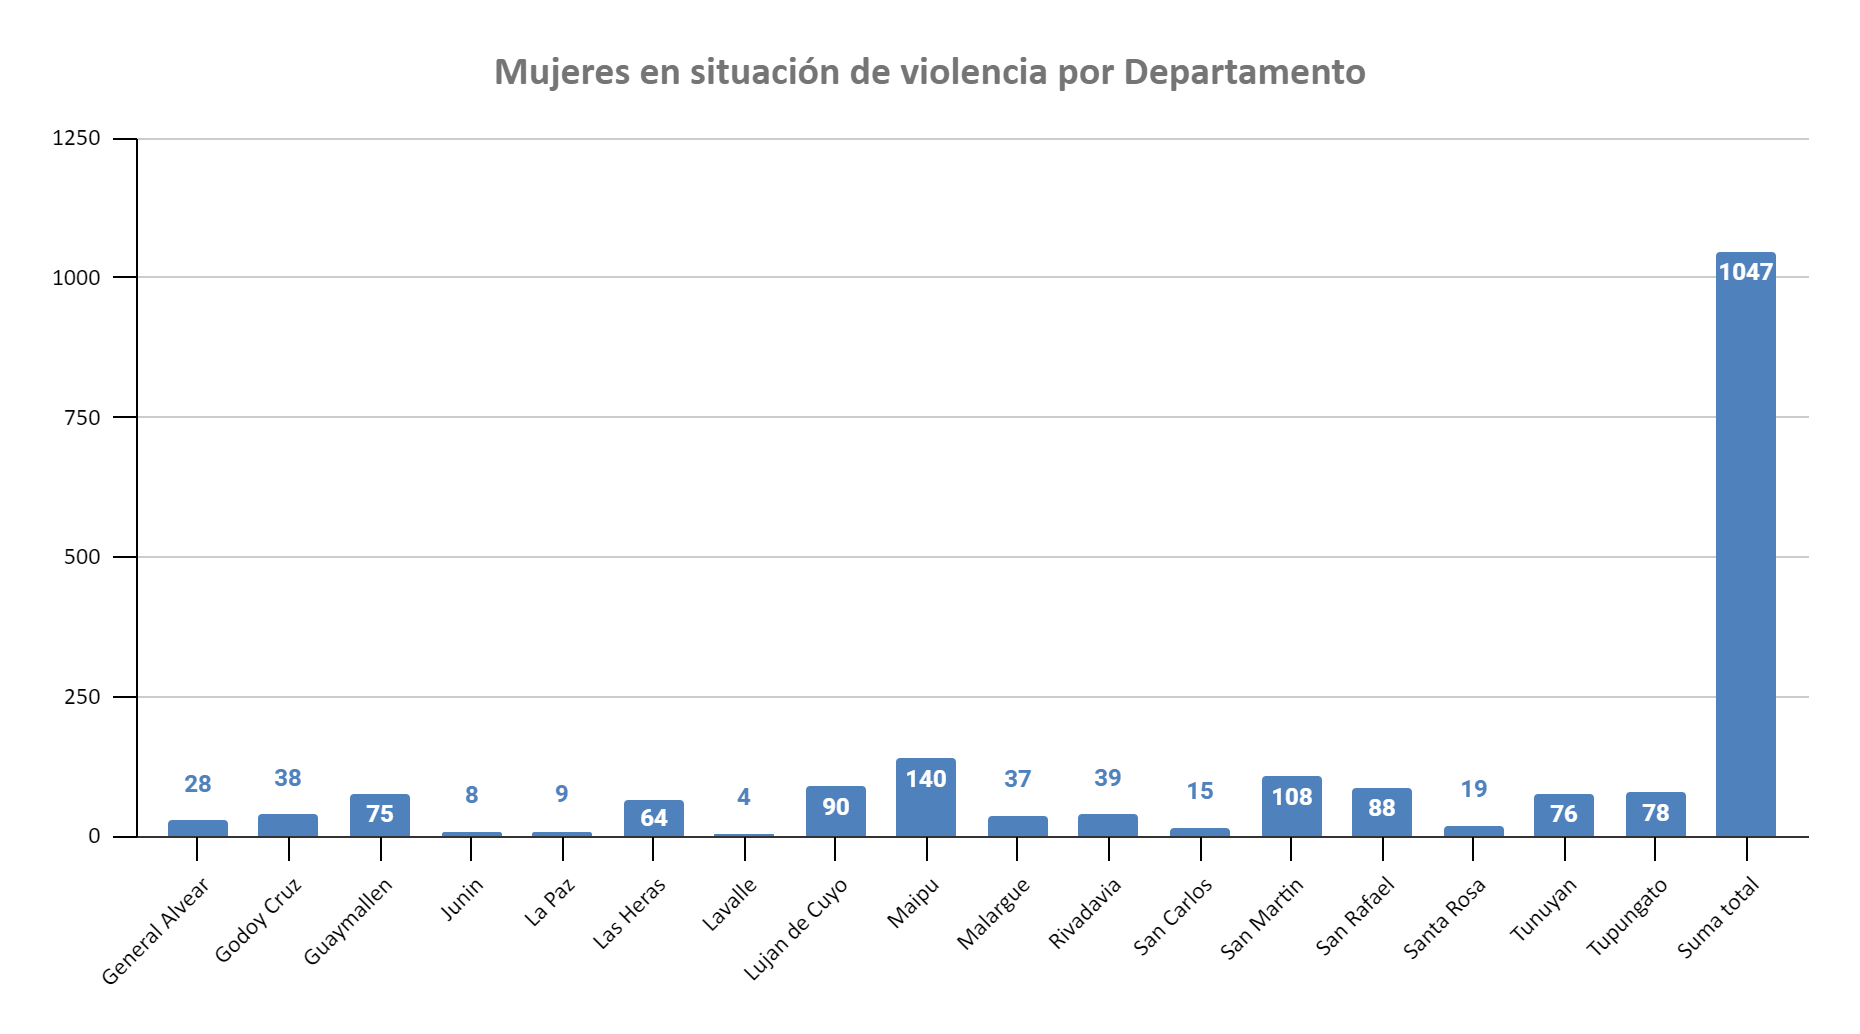 Mujeres en situación de violencia por Departamento
1250
1000
750
500
250
0
28
38
75
8
9
64
4
90
140
37
39
15
108
88
19
76
78
1047
General Alvear
Godoy Cruz
Guaymallen
Junin
La Paz
Las Heras
Lavalle
Lujan de Cuyo
Maipu
Malargue
Rivadavia
San Carlos
San Martin
San Rafael
Santa Rosa
Tunuyan
Tupungato
Suma total